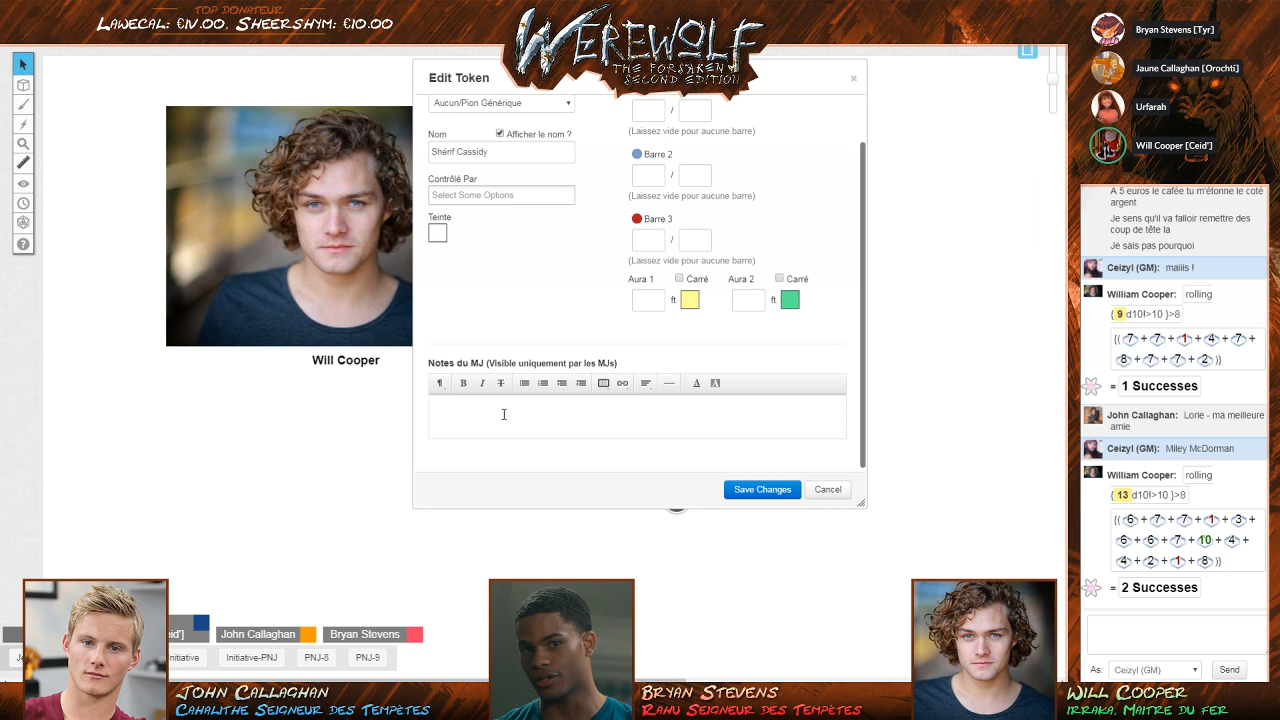 TOP DONATEUR
LAWECAL: €10.00, SHEERSHYM: €10.00
WEREWOLF
THE FORSAKEN
SECOND EDITION
Bryan Stevens [Tyr]
Jaune Callaghan [Orochti]
Urfarah
Will Cooper [Ceid']
Edit Token
×
Aucun/Pion Générique
Nom
Afficher le nom ?
Shérif Cassidy
Contrôlé Par
Select Some Options
Teinte
/
(Laissez vide pour aucune barre)
Barre 2
/
(Laissez vide pour aucune barre)
Barre 3
/
(Laissez vide pour aucune barre)
Aura 1 Carré Aura 2 Carré
ft. ft.
Notes du MJ (Visible uniquement par les MJs)
¶ B I T A A
Save Changes
Cancel
Will Cooper
A 5 euros le cafée tu m'étonne le coté
argent
Je sens qu'il va falloir remettre des
coup de tête la
Je sais pas pourquoi
Ceizyl (GM): maiiis !
William Cooper: rolling
{ 9 d10!>10 }>8
(( 7 + 7 + 1 + 4 + 7 +
8 + 7 + 7 + 2 ))
= 1 Successes
John Callaghan: Lorie - ma meilleure
amie
Ceizyl (GM): Miley McDorman
William Cooper: rolling
{ 13 d10!>10 }>8
(( 6 + 7 + 7 + 1 + 3 +
6 + 6 + 7 + 10 + 4 +
4 + 2 + 1 + 8 ))
= 2 Successes
As: Ceizyl (GM)
Send
eid']
John Callaghan
Bryan Stevens
nitiative
Initiative-PNJ
PNJ-8
PNJ-9
JOHN CALLAGHAN
CAHALITHE SEIGNEUR DES TEMPÈTES
BRYAN STEVENS
RAHU SEIGNEUR DES TEMPÈTES
WILL COOPER
IRRAKA, MAITRE DU FER